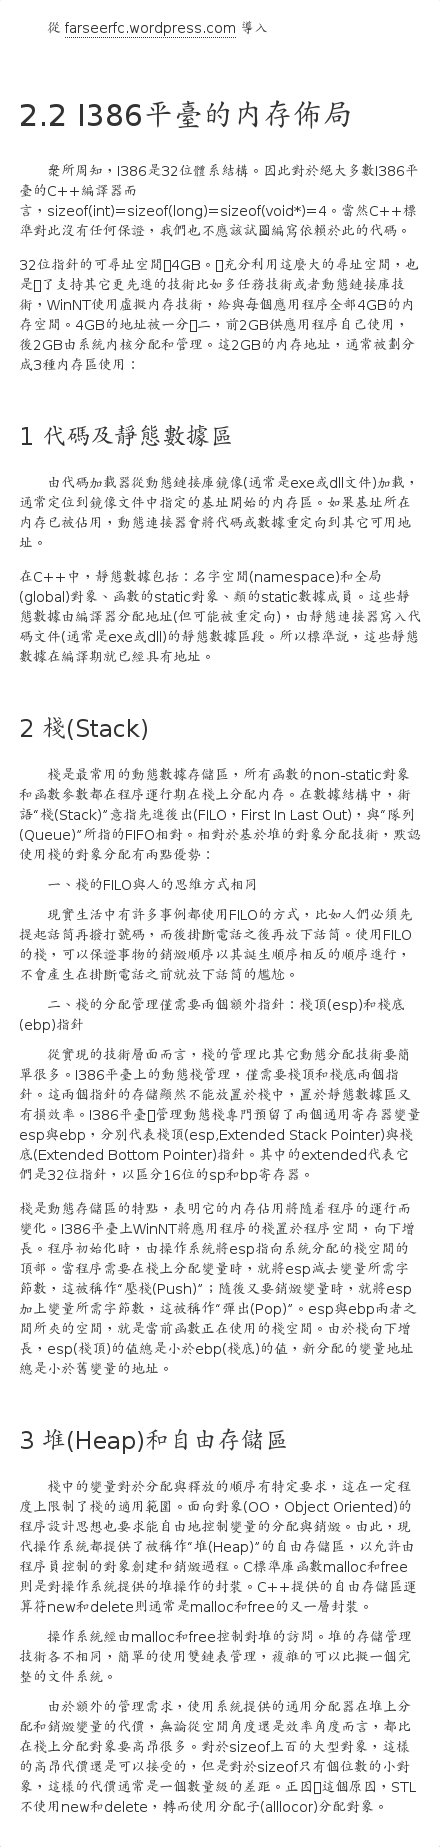 從 farseerfc.wordpress.com 導入
2.2 I386平臺的内存佈局
衆所周知，I386是32位體系結構。因此對於絕大多數I386平
臺的C++編譯器而
言，sizeof(int)=sizeof(long)=sizeof(void*)=4。當然C++標
準對此沒有任何保證，我們也不應該試圖編寫依賴於此的代碼。
32位指針的可尋址空間▯4GB。▯充分利用這麼大的尋址空間，也
是▯了支持其它更先進的技術比如多任務技術或者動態鏈接庫技
術，WinNT使用虛擬内存技術，給與每個應用程序全部4GB的内
存空間。4GB的地址被一分▯二，前2GB供應用程序自己使用，
後2GB由系統内核分配和管理。這2GB的内存地址，通常被劃分
成3種内存區使用：
1 代碼及靜態數據區
由代碼加載器從動態鏈接庫鏡像(通常是exe或dll文件)加載，
通常定位到鏡像文件中指定的基址開始的内存區。如果基址所在
内存已被佔用，動態連接器會將代碼或數據重定向到其它可用地
址。
在C++中，靜態數據包括：名字空間(namespace)和全局
(global)對象、函數的static對象、類的static數據成員。這些靜
態數據由編譯器分配地址(但可能被重定向)，由靜態連接器寫入代
碼文件(通常是exe或dll)的靜態數據區段。所以標準説，這些靜態
數據在編譯期就已經具有地址。
2 棧(Stack)
棧是最常用的動態數據存儲區，所有函數的non-static對象
和函數參數都在程序運行期在棧上分配内存。在數據結構中，術
語“棧(Stack)”意指先進後出(FILO，First In Last Out)，與“隊列
(Queue)”所指的FIFO相對。相對於基於堆的對象分配技術，默認
使用棧的對象分配有兩點優勢：
一、棧的FILO與人的思維方式相同
現實生活中有許多事例都使用FILO的方式，比如人們必須先
提起話筒再撥打號碼，而後掛斷電話之後再放下話筒。使用FILO
的棧，可以保證事物的銷燬順序以其誕生順序相反的順序進行，
不會產生在掛斷電話之前就放下話筒的尷尬。
二、棧的分配管理僅需要兩個額外指針：棧頂(esp)和棧底
(ebp)指針
從實現的技術層面而言，棧的管理比其它動態分配技術要簡
單很多。I386平臺上的動態棧管理，僅需要棧頂和棧底兩個指
針。這兩個指針的存儲顯然不能放置於棧中，置於靜態數據區又
有損效率。I386平臺▯管理動態棧專門預留了兩個通用寄存器變量
esp與ebp，分別代表棧頂(esp,Extended Stack Pointer)與棧
底(Extended Bottom Pointer)指針。其中的extended代表它
們是32位指針，以區分16位的sp和bp寄存器。
棧是動態存儲區的特點，表明它的内存佔用將隨着程序的運行而
變化。I386平臺上WinNT將應用程序的棧置於程序空間，向下增
長。程序初始化時，由操作系統將esp指向系統分配的棧空間的
頂部。當程序需要在棧上分配變量時，就將esp減去變量所需字
節數，這被稱作“壓棧(Push)”；隨後又要銷燬變量時，就將esp
加上變量所需字節數，這被稱作“彈出(Pop)”。esp與ebp兩者之
間所夾的空間，就是當前函數正在使用的棧空間。由於棧向下增
長，esp(棧頂)的值總是小於ebp(棧底)的值，新分配的變量地址
總是小於舊變量的地址。
3 堆(Heap)和自由存儲區
棧中的變量對於分配與釋放的順序有特定要求，這在一定程
度上限制了棧的適用範圍。面向對象(OO，Object Oriented)的
程序設計思想也要求能自由地控制變量的分配與銷燬。由此，現
代操作系統都提供了被稱作“堆(Heap)”的自由存儲區，以允許由
程序員控制的對象創建和銷燬過程。C標準庫函數malloc和free
則是對操作系統提供的堆操作的封裝。C++提供的自由存儲區運
算符new和delete則通常是malloc和free的又一層封裝。
操作系統經由malloc和free控制對堆的訪問。堆的存儲管理
技術各不相同，簡單的使用雙鏈表管理，複雜的可以比擬一個完
整的文件系統。
由於額外的管理需求，使用系統提供的通用分配器在堆上分
配和銷燬變量的代價，無論從空間角度還是效率角度而言，都比
在棧上分配對象要高昂很多。對於sizeof上百的大型對象，這樣
的高昂代價還是可以接受的，但是對於sizeof只有個位數的小對
象，這樣的代價通常是一個數量級的差距。正因▯這個原因，STL
不使用new和delete，轉而使用分配子(alllocor)分配對象。